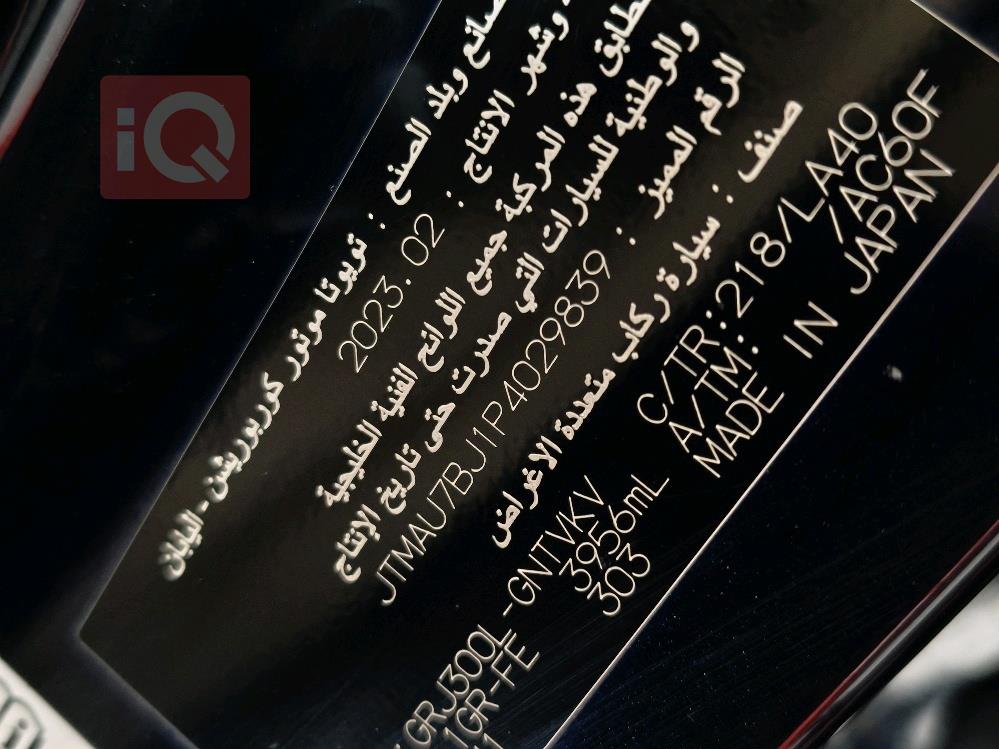 iQ
صانع وبلد الصنع : تويوتا موتور كوربوريشن - اليابان
وشهر الانتاج : 2023.02
تطابق هذه المركبة جميع اللوائح الفنية الخليجية
والوطنية للسيارات التي صدرت حتى تاريخ الإنتاج
الرقم المميز : JTMAU7BJ1P4029839
صنف : سيارة ركاب متعددة الاغراض
GRJ300L-GNTVKV
1GR-FE 3956mL
303
C/TR:218/LA40
A/TM: /AC60F
MADE IN JAPAN